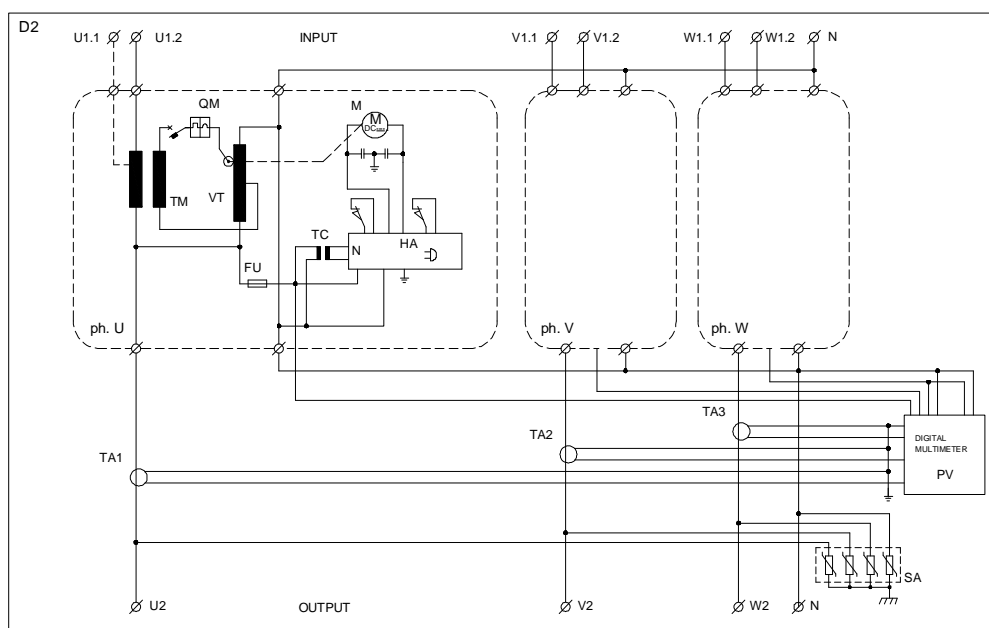 D2
U1.1
U1.2
INPUT
V1.1
V1.2
W1.1
W1.2
N
QM
M
M
DC
TM
VT
TC
N
HA
FU
ph. U
ph. V
ph. W
TA3
TA2
TA1
DIGITAL
MULTIMETER
PV
SA
U2
OUTPUT
V2
W2
N